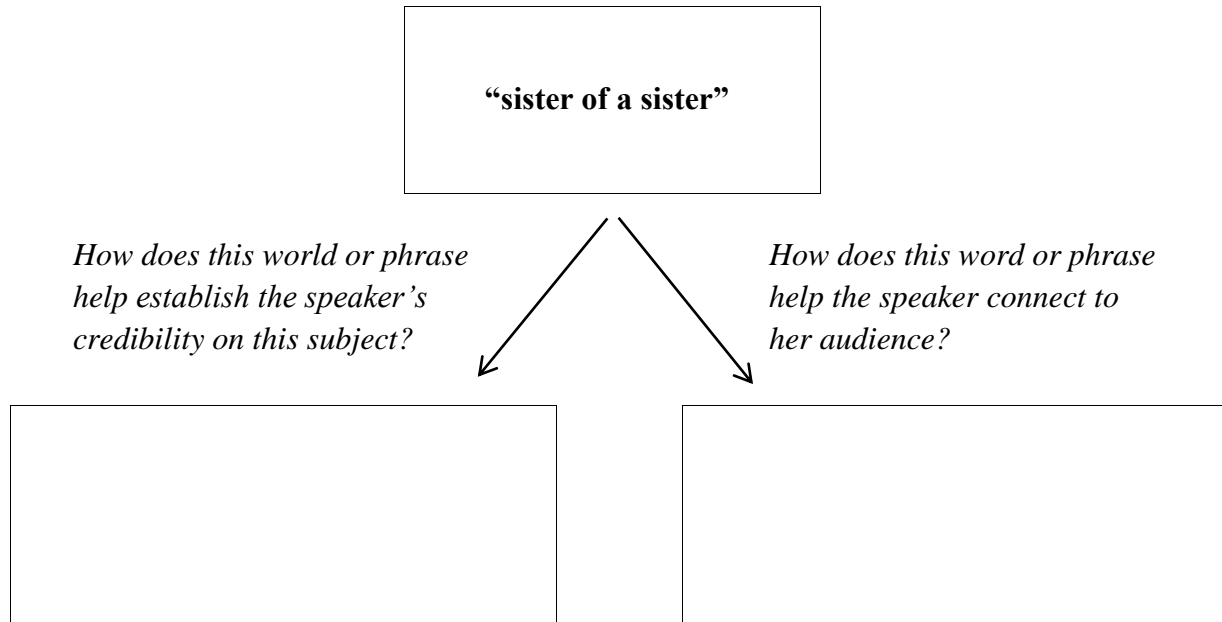 “sister of a sister”
How does this world or phrase
help establish the speaker’s
credibility on this subject?
How does this word or phrase
help the speaker connect to
her audience?